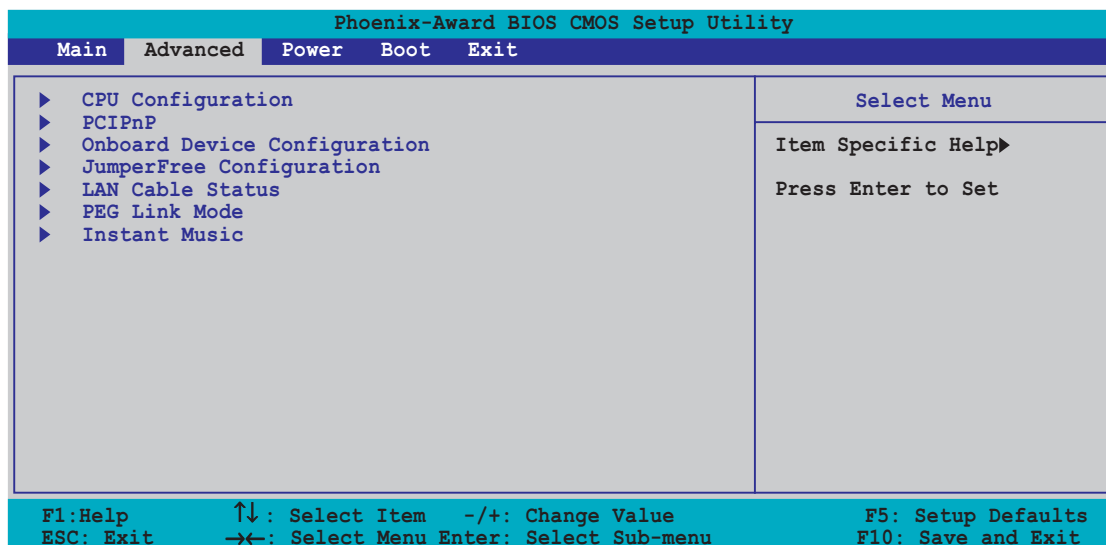 Phoenix-Award BIOS CMOS Setup Utility
Main Advanced Power Boot Exit
CPU Configuration
PCIPnP
Onboard Device Configuration
JumperFree Configuration
LAN Cable Status
PEG Link Mode
Instant Music
Select Menu
Item Specific Help
Press Enter to Set
F1:Help ↑↓: Select Item -/+: Change Value F5: Setup Defaults
ESC: Exit →←: Select Menu Enter: Select Sub-menu F10: Save and Exit